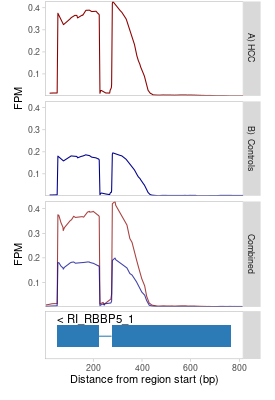 0.4
0.3
0.2
0.1
FPM
A) HCC
0.4
0.3
0.2
0.1
B) Controls
0.4
0.3
0.2
0.1
FPM
Combined
< RI_RBBP5_1
200 400 600 800
Distance from region start (bp)